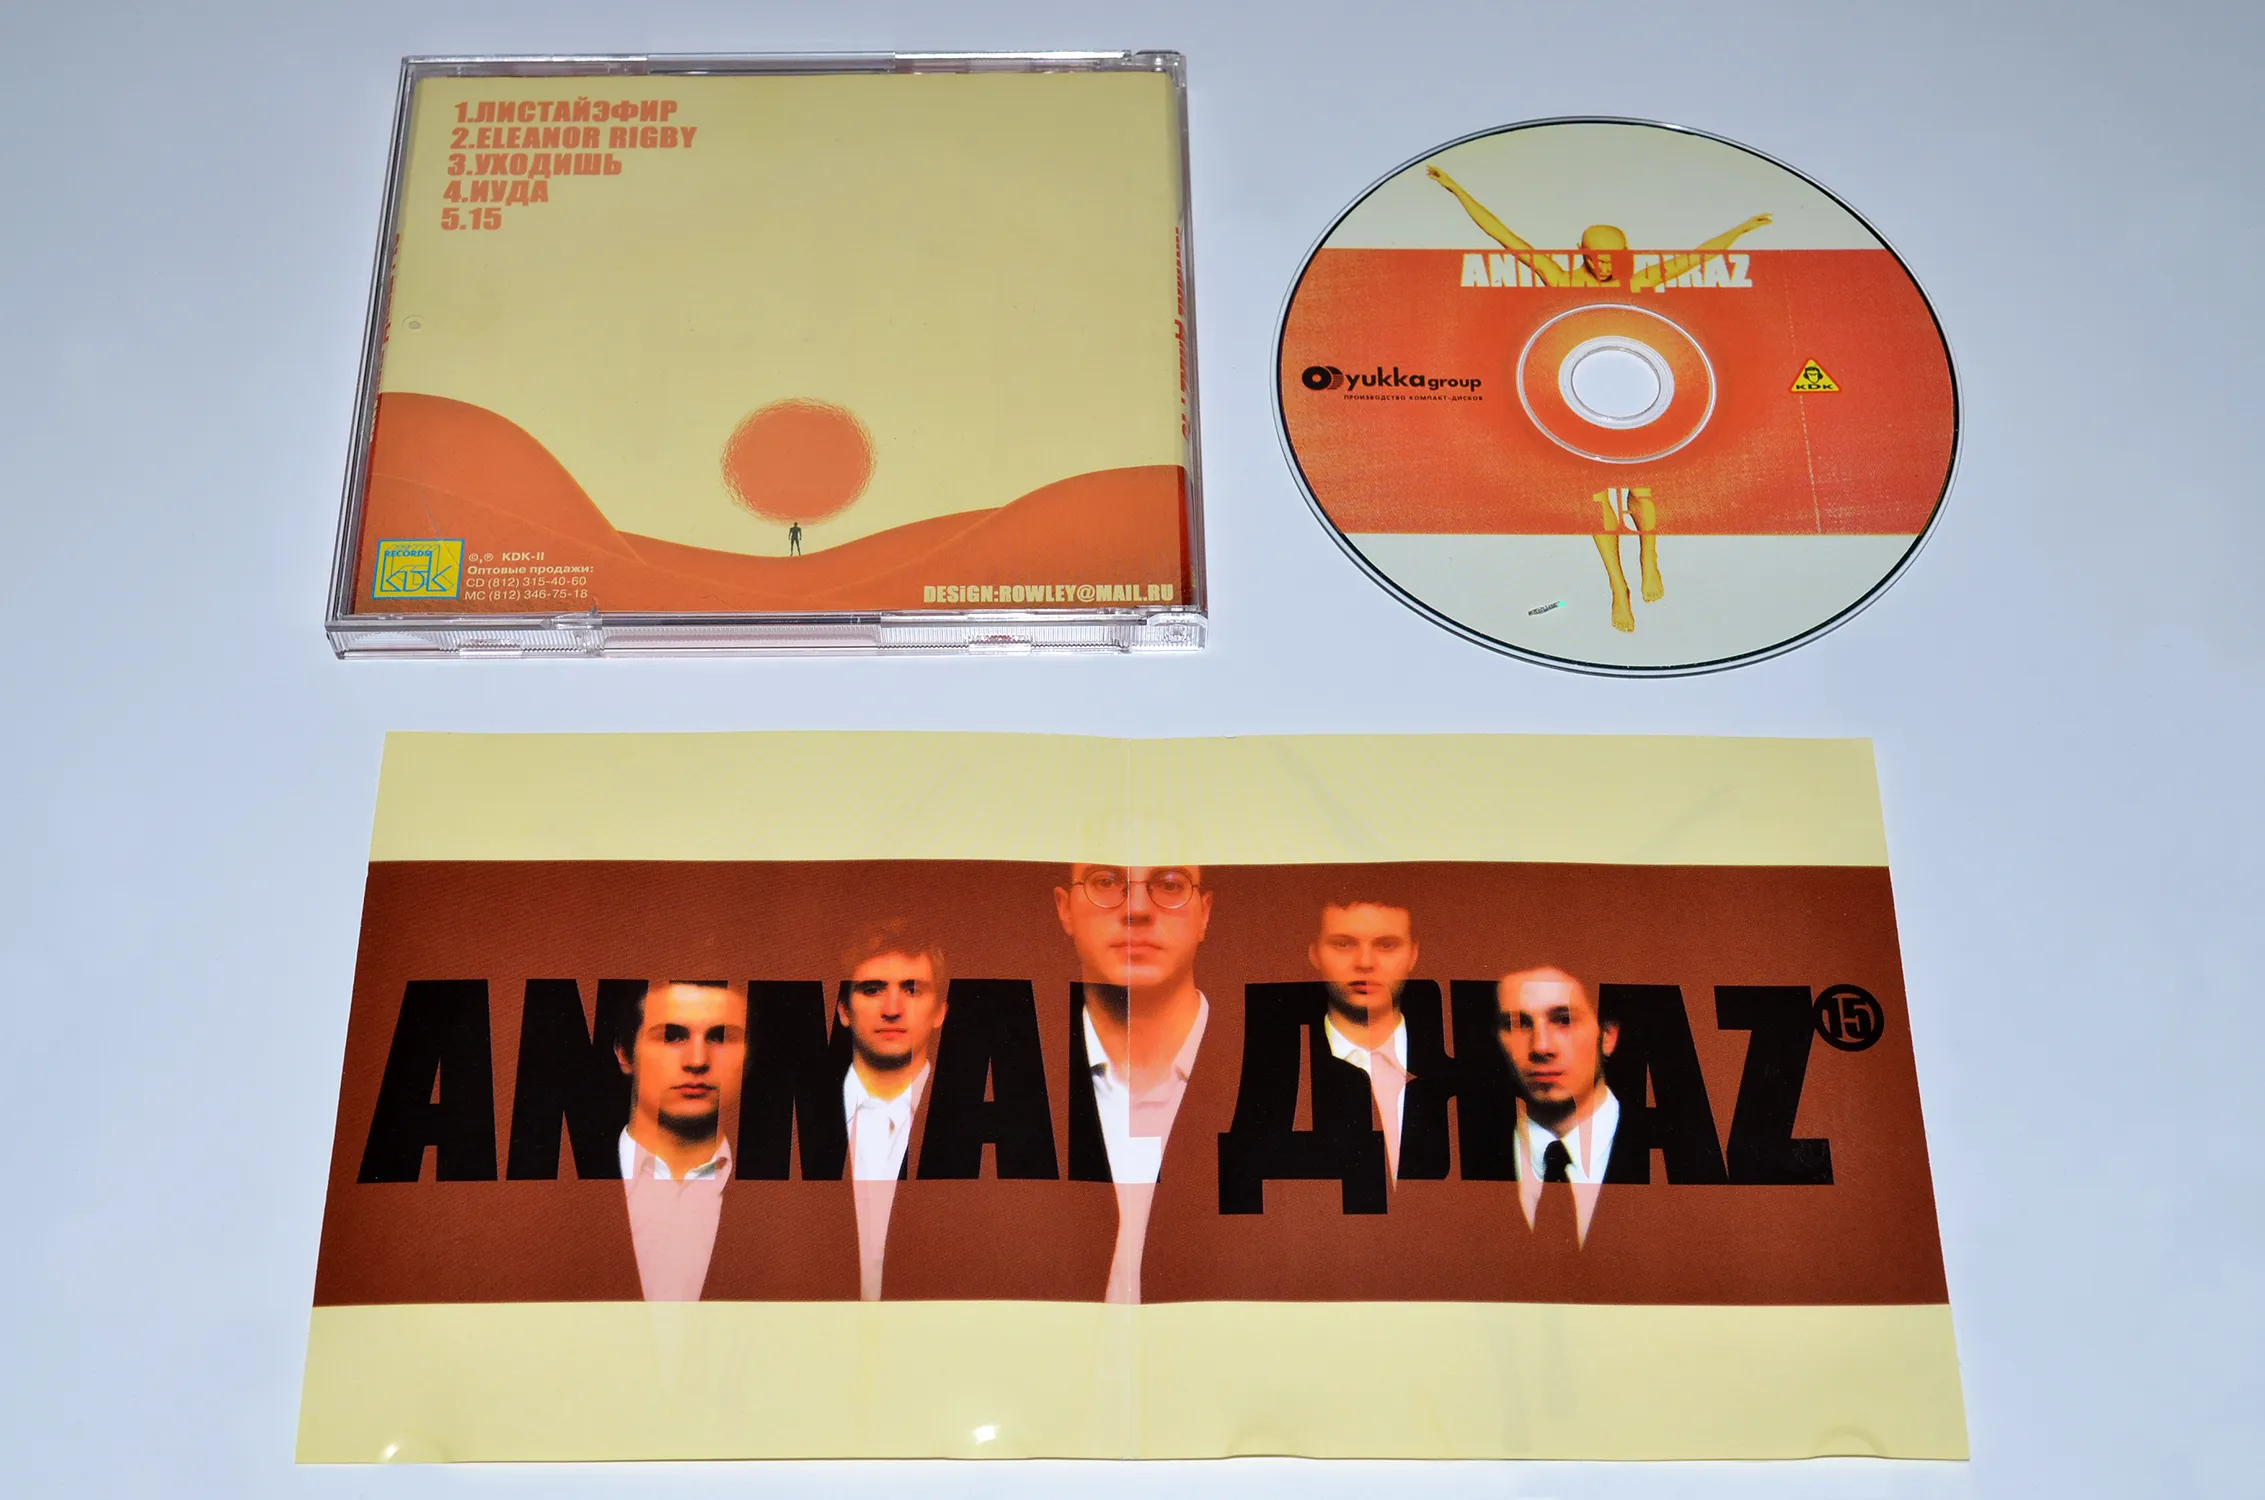 1.ЛИСТАЙЭФИР
2.ELEANOR RIGBY
3.УХОДИШЬ
4.ИУДА
5.15
RECORDS
KDK
©,℗ KDK-II
Оптовые продажи:
CD (812) 315-40-60
MC (812) 346-75-18
DESIGN:ROWLEY@MAIL.RU
ANIMAL ДЖAZ
yukkagroup
ПРОИЗВОДСТВО КОМПАКТ-ДИСКОВ
KDK
15
ANIMAL ДЖAZ 15